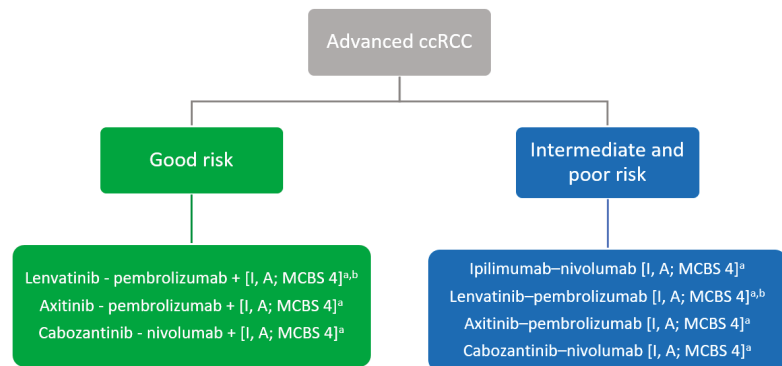 Advanced ccRCC
Good risk
Intermediate and
poor risk
Lenvatinib - pembrolizumab + [I, A; MCBS 4]ᵃ,ᵇ
Axitinib - pembrolizumab + [I, A; MCBS 4]ᵃ
Cabozantinib - nivolumab + [I, A; MCBS 4]ᵃ
Ipilimumab–nivolumab [I, A; MCBS 4]ᵃ
Lenvatinib–pembrolizumab [I, A; MCBS 4]ᵃ,ᵇ
Axitinib–pembrolizumab [I, A; MCBS 4]ᵃ
Cabozantinib–nivolumab [I, A; MCBS 4]ᵃ